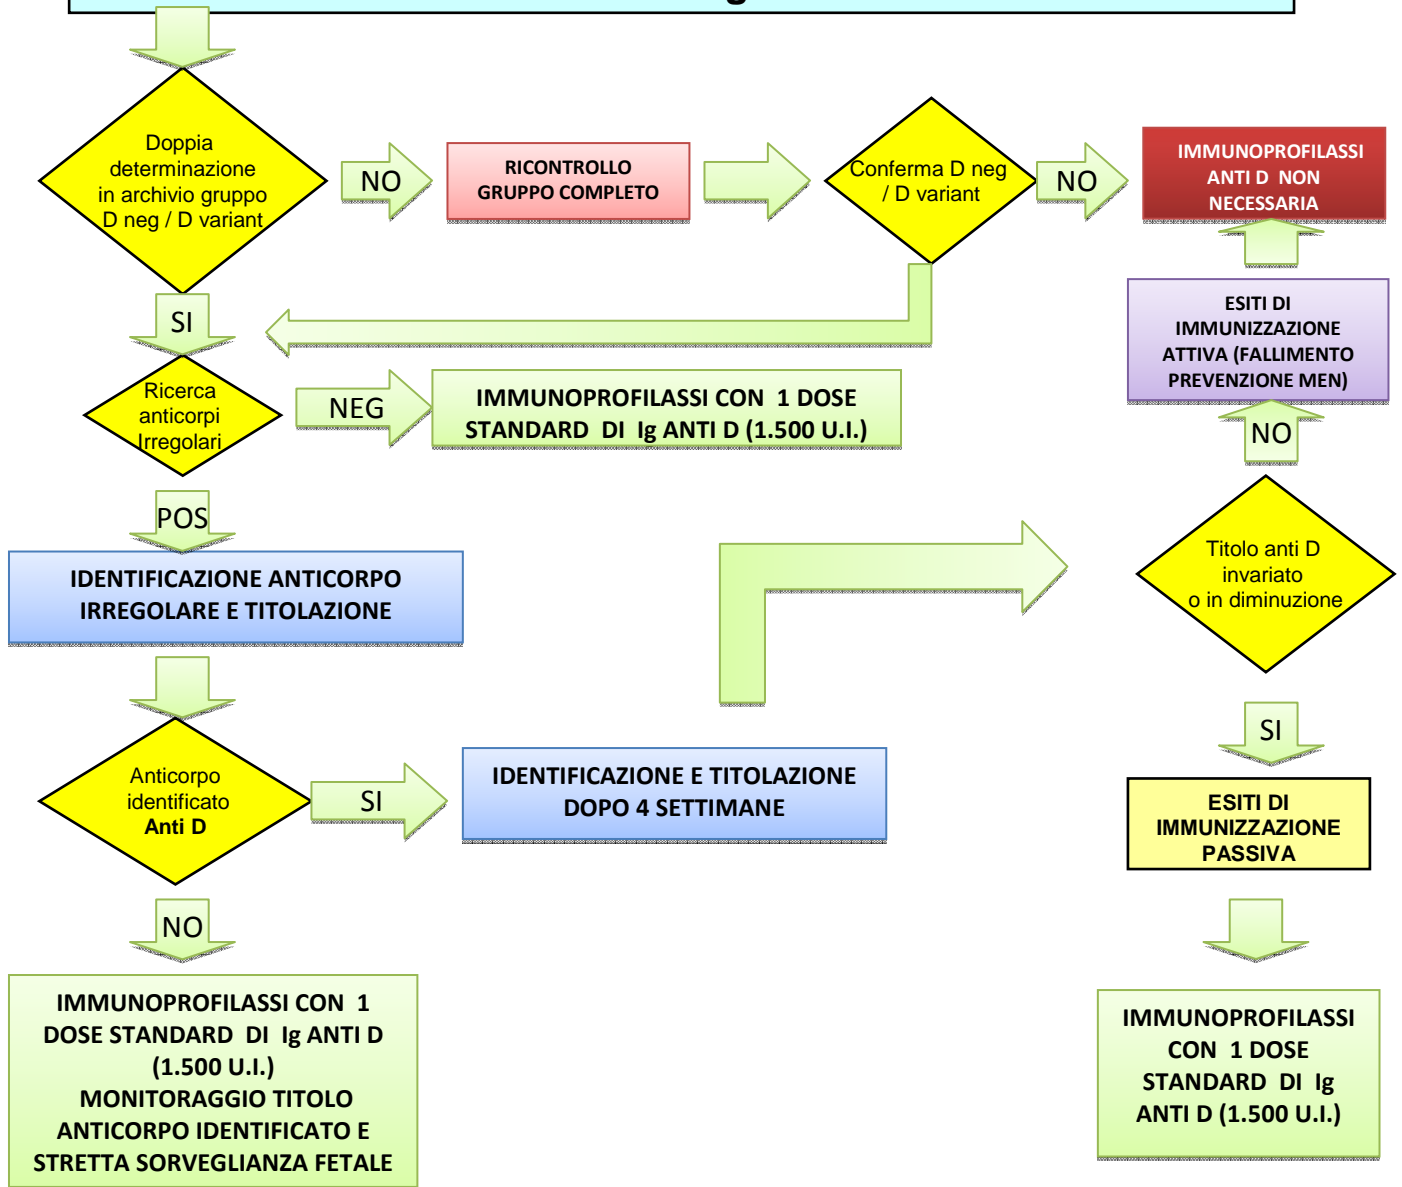 Doppia
determinazione
in archivio gruppo
D neg / D variant
NO
RICONTROLLO
GRUPPO COMPLETO
Conferma D neg
/ D variant
NO
IMMUNOPROFILASSI
ANTI D NON
NECESSARIA
SI
ESITI DI
IMMUNIZZAZIONE
ATTIVA (FALLIMENTO
PREVENZIONE MEN)
Ricerca
anticorpi
Irregolari
NEG
IMMUNOPROFILASSI CON 1 DOSE
STANDARD DI Ig ANTI D (1.500 U.I.)
NO
POS
IDENTIFICAZIONE ANTICORPO
IRREGOLARE E TITOLAZIONE
Titolo anti D
invariato
o in diminuzione
Anticorpo
identificato
Anti D
SI
IDENTIFICAZIONE E TITOLAZIONE
DOPO 4 SETTIMANE
SI
ESITI DI
IMMUNIZZAZIONE
PASSIVA
NO
IMMUNOPROFILASSI CON 1
DOSE STANDARD DI Ig ANTI D
(1.500 U.I.)
MONITORAGGIO TITOLO
ANTICORPO IDENTIFICATO E
STRETTA SORVEGLIANZA FETALE
IMMUNOPROFILASSI
CON 1 DOSE
STANDARD DI Ig
ANTI D (1.500 U.I.)